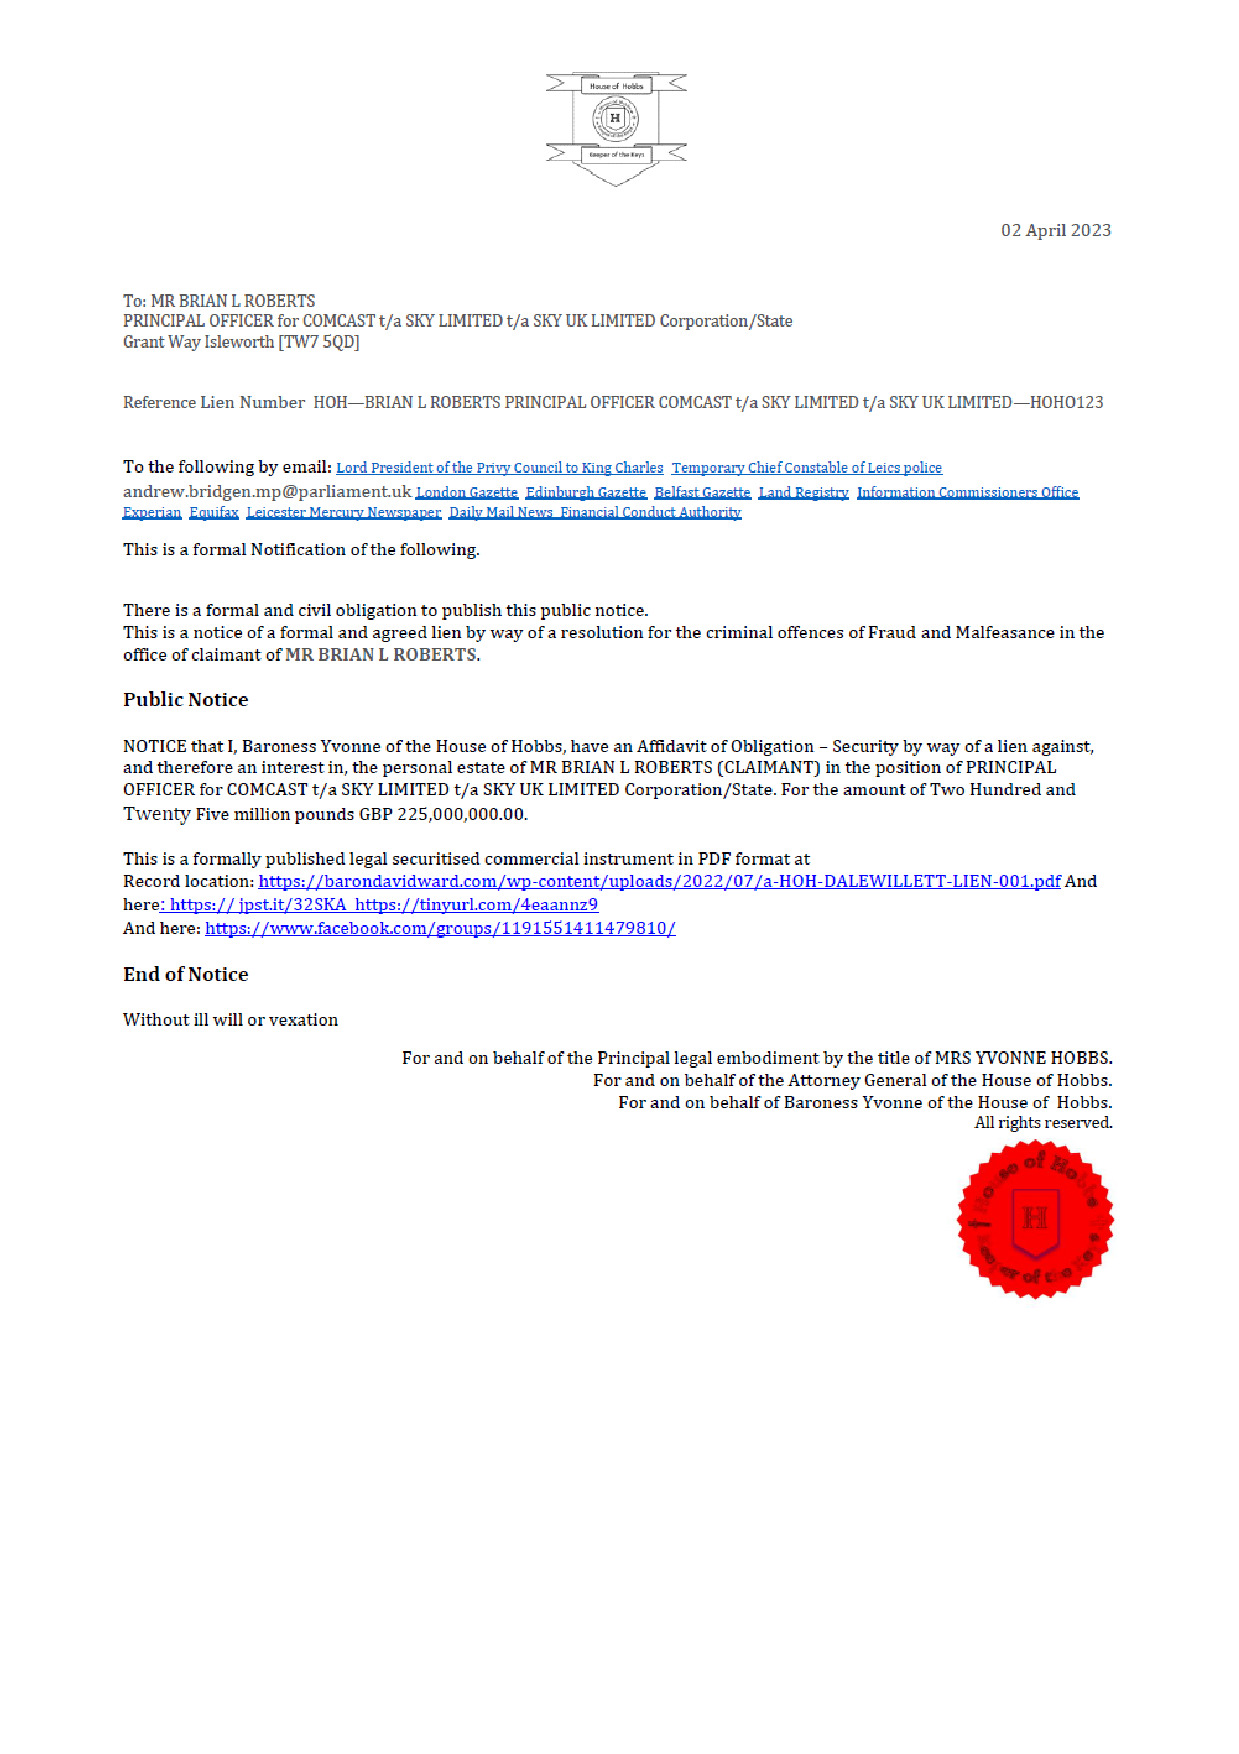 House of Hobbs
H
Keeper of the Keys
02 April 2023
To: MR BRIAN L ROBERTS
PRINCIPAL OFFICER for COMCAST t/a SKY LIMITED t/a SKY UK LIMITED Corporation/State
Grant Way Isleworth [TW7 5QD]
Reference Lien Number HOH—BRIAN L ROBERTS PRINCIPAL OFFICER COMCAST t/a SKY LIMITED t/a SKY UK LIMITED—HOHO123
To the following by email: Lord President of the Privy Council to King Charles Temporary Chief Constable of Leics police
andrew.bridgen.mp@parliament.uk London Gazette Edinburgh Gazette Belfast Gazette Land Registry Information Commissioners Office
Experian Equifax Leicester Mercury Newspaper Daily Mail News Financial Conduct Authority
This is a formal Notification of the following.
There is a formal and civil obligation to publish this public notice.
This is a notice of a formal and agreed lien by way of a resolution for the criminal offences of Fraud and Malfeasance in the
office of claimant of MR BRIAN L ROBERTS.
Public Notice
NOTICE that I, Baroness Yvonne of the House of Hobbs, have an Affidavit of Obligation – Security by way of a lien against,
and therefore an interest in, the personal estate of MR BRIAN L ROBERTS (CLAIMANT) in the position of PRINCIPAL
OFFICER for COMCAST t/a SKY LIMITED t/a SKY UK LIMITED Corporation/State. For the amount of Two Hundred and
Twenty Five million pounds GBP 225,000,000.00.
This is a formally published legal securitised commercial instrument in PDF format at
Record location: https://barondavidward.com/wp-content/uploads/2022/07/a-HOH-DALEWILLETT-LIEN-001.pdf And
here: https:// jpst.it/32SKA https://tinyurl.com/4eaannz9
And here: https://www.facebook.com/groups/1191551411479810/
End of Notice
Without ill will or vexation
For and on behalf of the Principal legal embodiment by the title of MRS YVONNE HOBBS.
For and on behalf of the Attorney General of the House of Hobbs.
For and on behalf of Baroness Yvonne of the House of Hobbs.
All rights reserved.
House of Hobbs
H
Keeper of the Keys